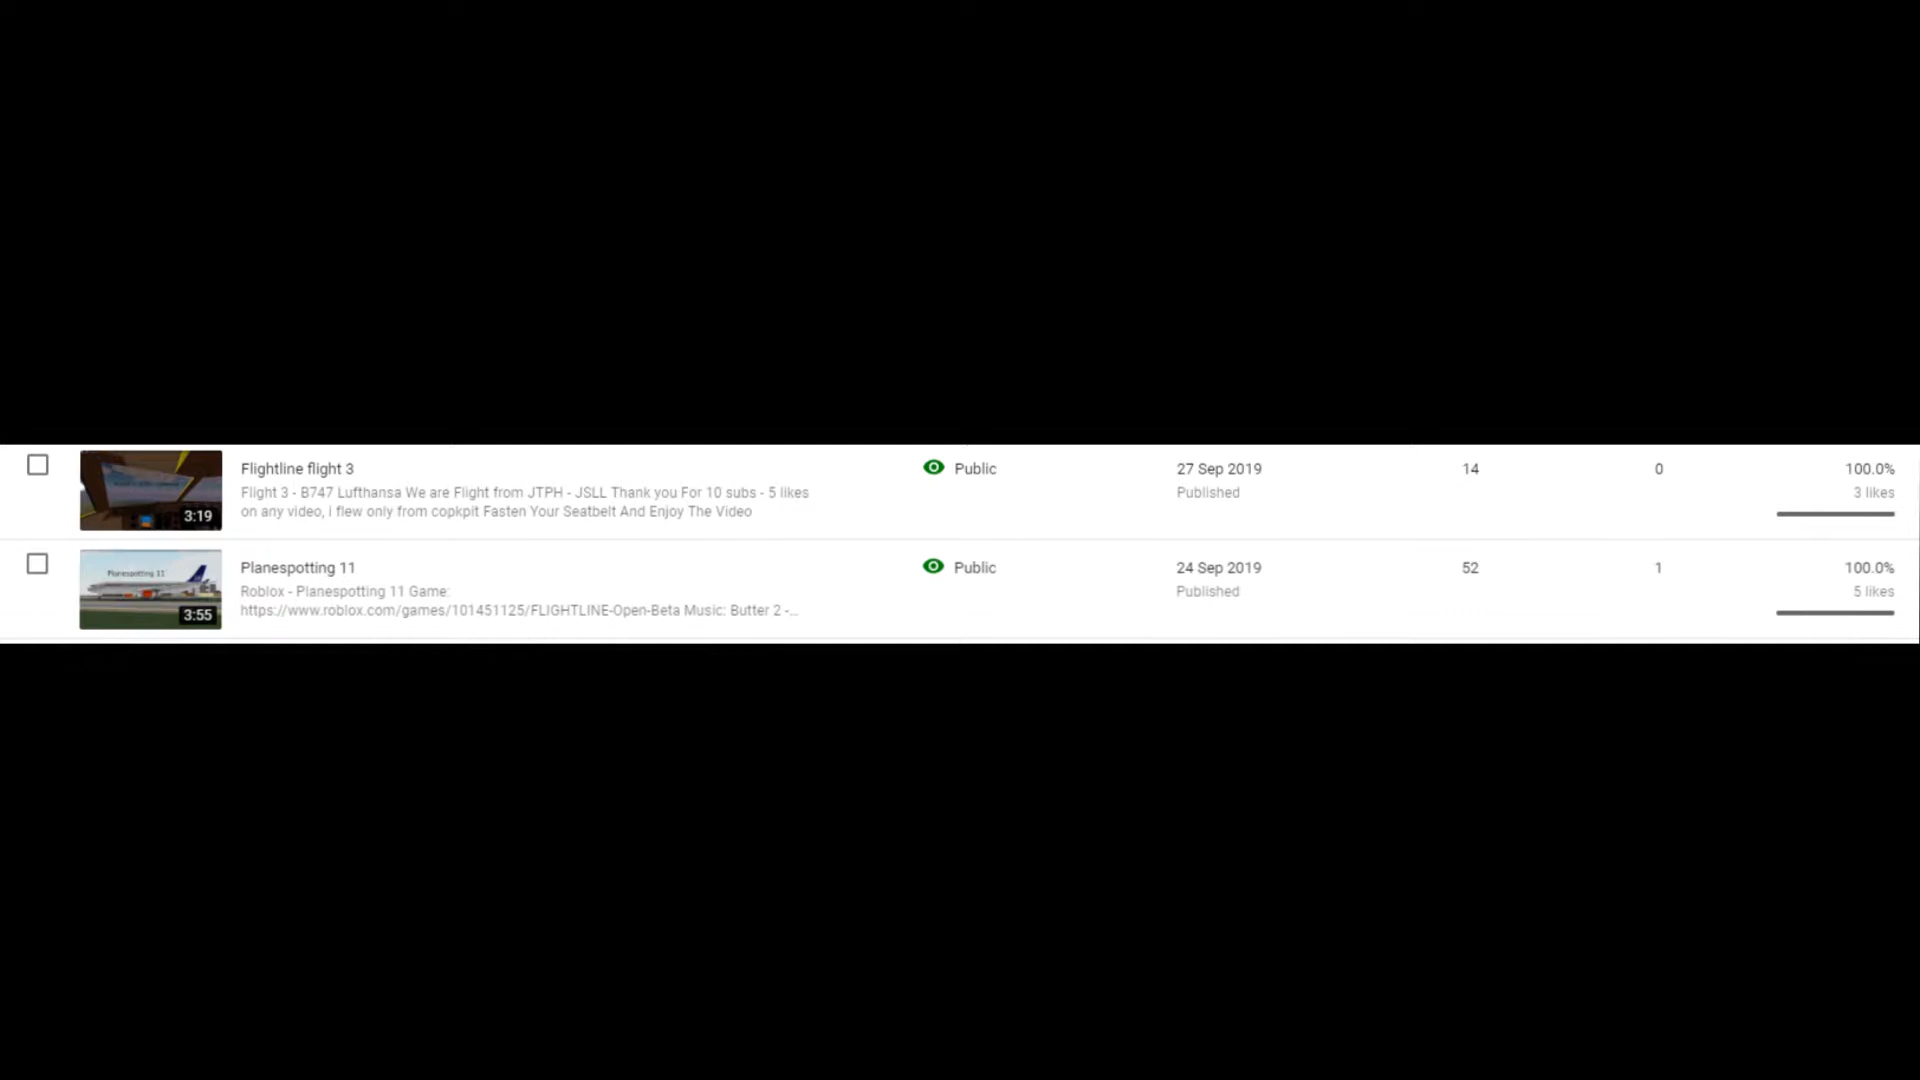 Flightline flight 3
Flight 3 - B747 Lufthansa We are Flight from JTPH - JSLL Thank you For 10 subs - 5 likes
on any video, i flew only from copkpit Fasten Your Seatbelt And Enjoy The Video
3:19
Public
27 Sep 2019
Published
14
0
100.0%
3 likes
Planespotting 11
3:55
Planespotting 11
Roblox - Planespotting 11 Game:
https://www.roblox.com/games/101451125/FLIGHTLINE-Open-Beta Music: Butter 2 -...
Public
24 Sep 2019
Published
52
1
100.0%
5 likes